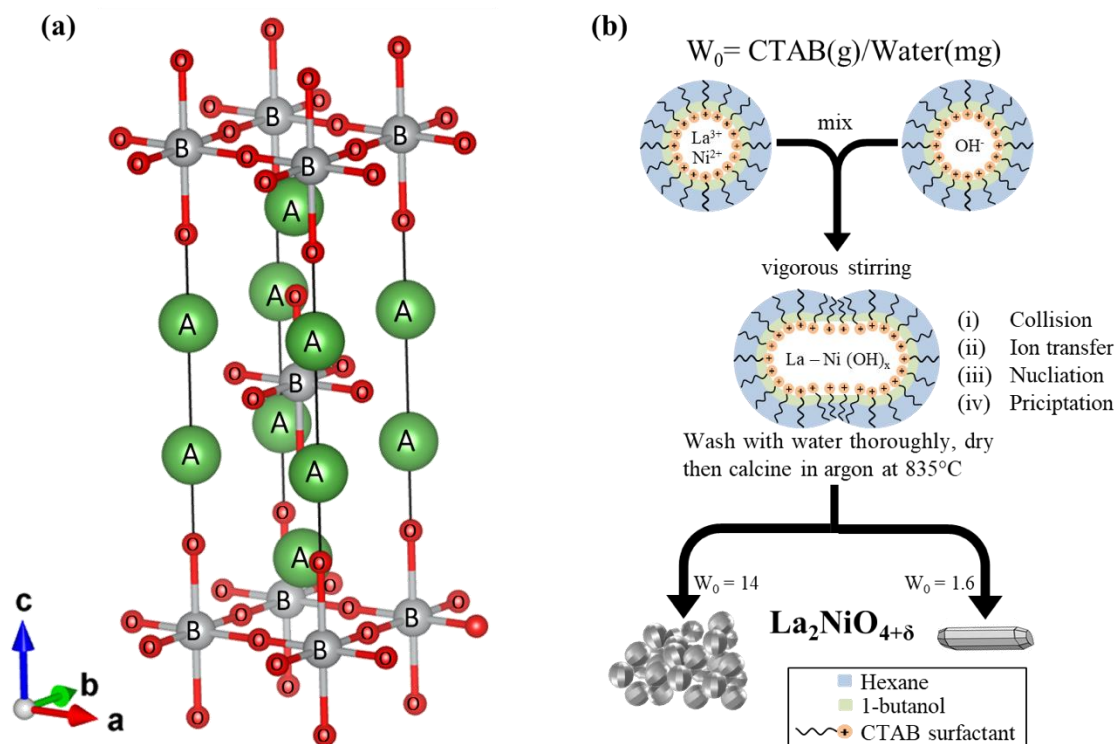 (a)
O
O O
O
O B O
O O O B O
O B O O O
O B O
O A O
O
A A
O
A A
O B O
O O
A A
A A
O
O O
A O
O O
O B O
O O O B
O B O O O
O B O
O O
O
O O
O
c
b
a
(b)
W₀= CTAB(g)/Water(mg)
La³⁺
Ni²⁺
mix
OH⁻
vigorous stirring
La – Ni (OH)ₓ
(i) Collision
(ii) Ion transfer
(iii) Nucliation
(iv) Priciptation
Wash with water thoroughly, dry
then calcine in argon at 835°C
W₀ = 14
W₀ = 1.6
La₂NiO₄₊δ
Hexane
1-butanol
CTAB surfactant